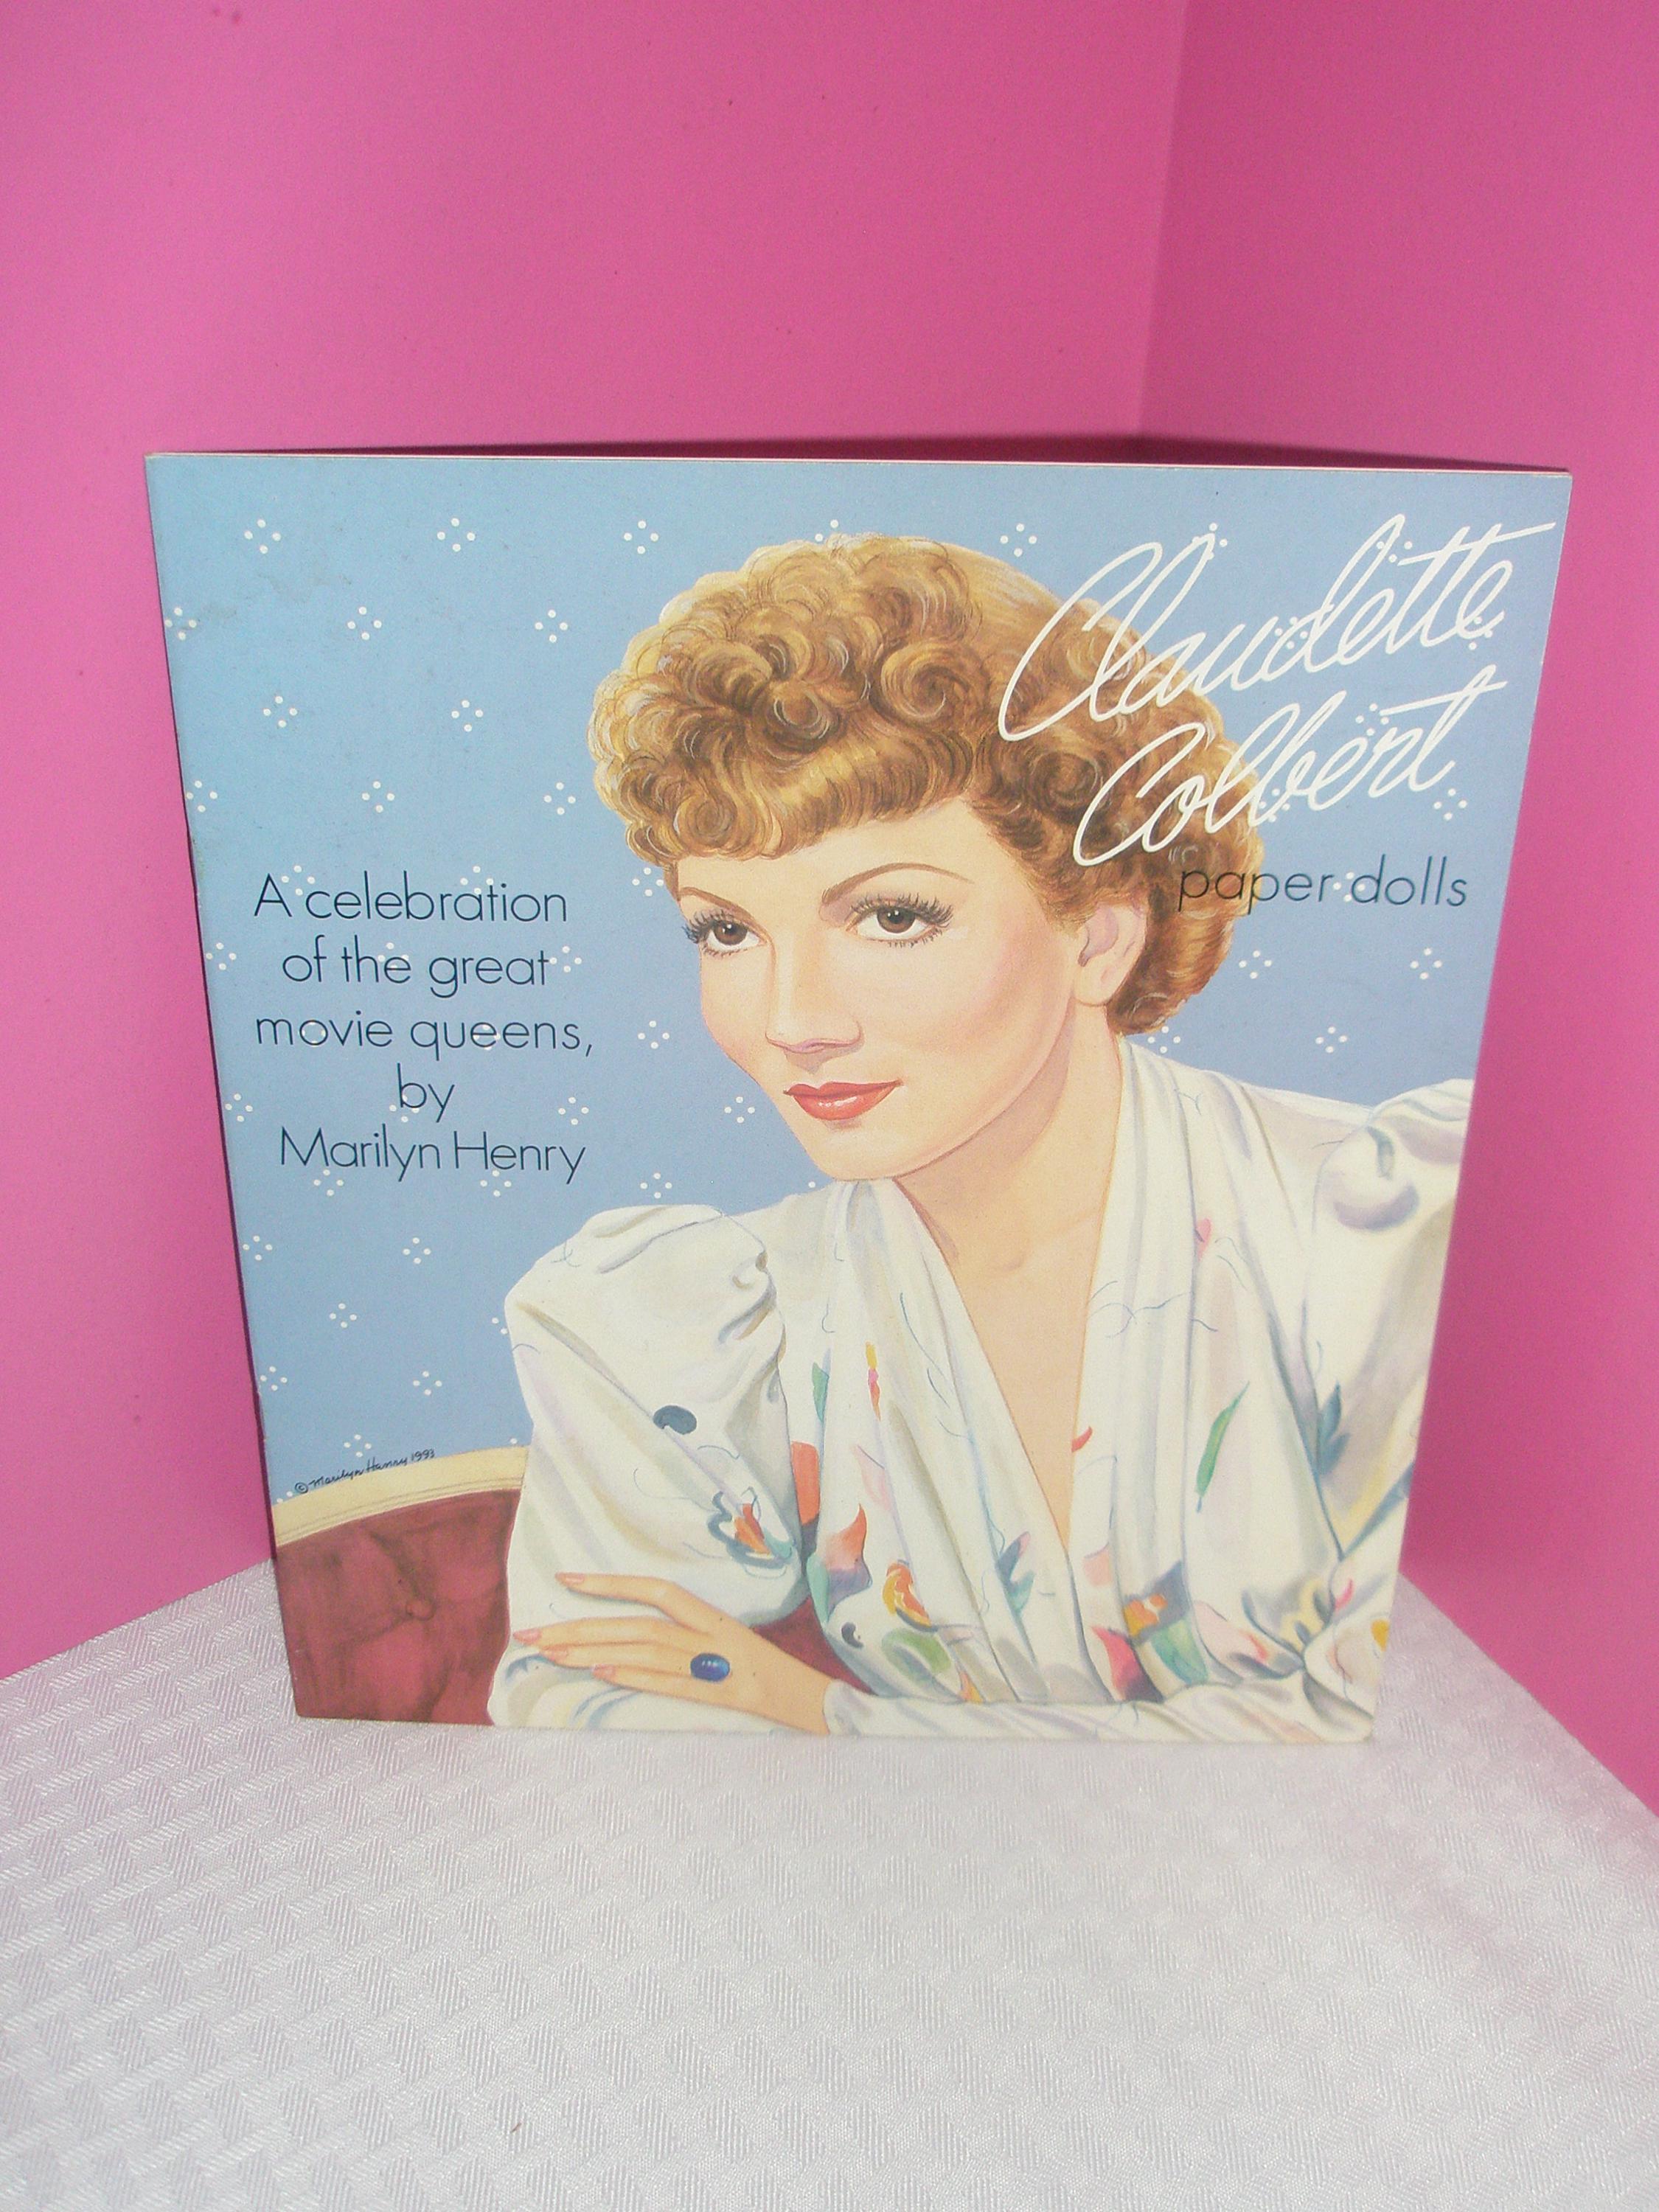 Claudette
Colbert
paper dolls
A celebration
of the great
movie queens,
by
Marilyn Henry
© Marilyn Henry 1993